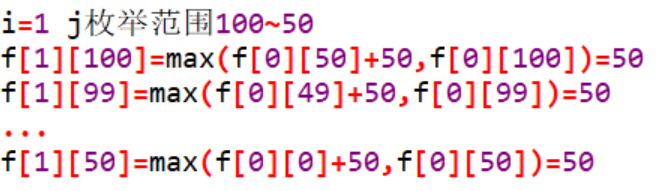 i=1 j枚举范围100~50
f[1][100]=max(f[0][50]+50,f[0][100])=50
f[1][99]=max(f[0][49]+50,f[0][99])=50
...
f[1][50]=max(f[0][0]+50,f[0][50])=50